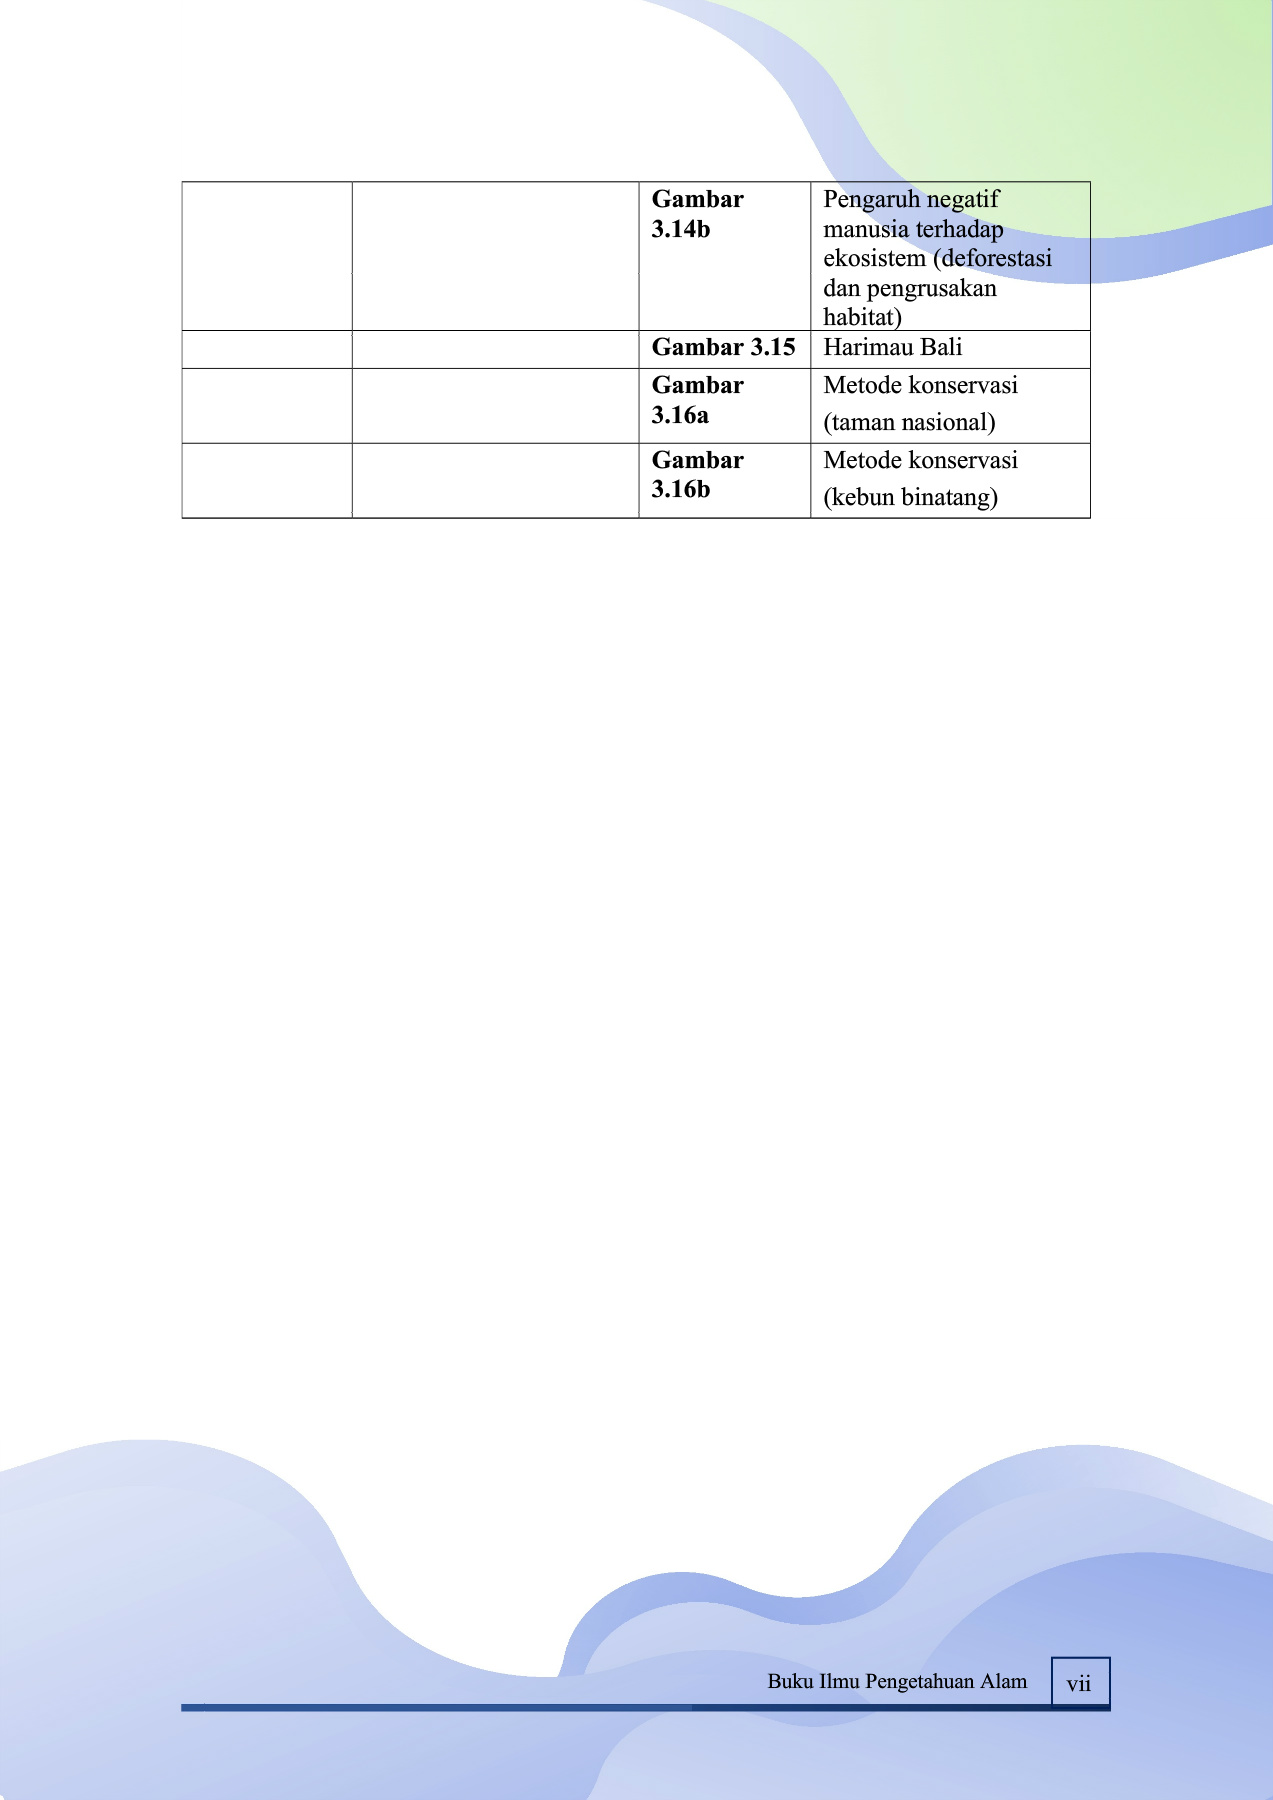 Gambar
3.14b
Pengaruh negatif
manusia terhadap
ekosistem (deforestasi
dan pengrusakan
habitat)
Gambar 3.15
Harimau Bali
Gambar
3.16a
Metode konservasi
(taman nasional)
Gambar
3.16b
Metode konservasi
(kebun binatang)
Buku Ilmu Pengetahuan Alam
vii